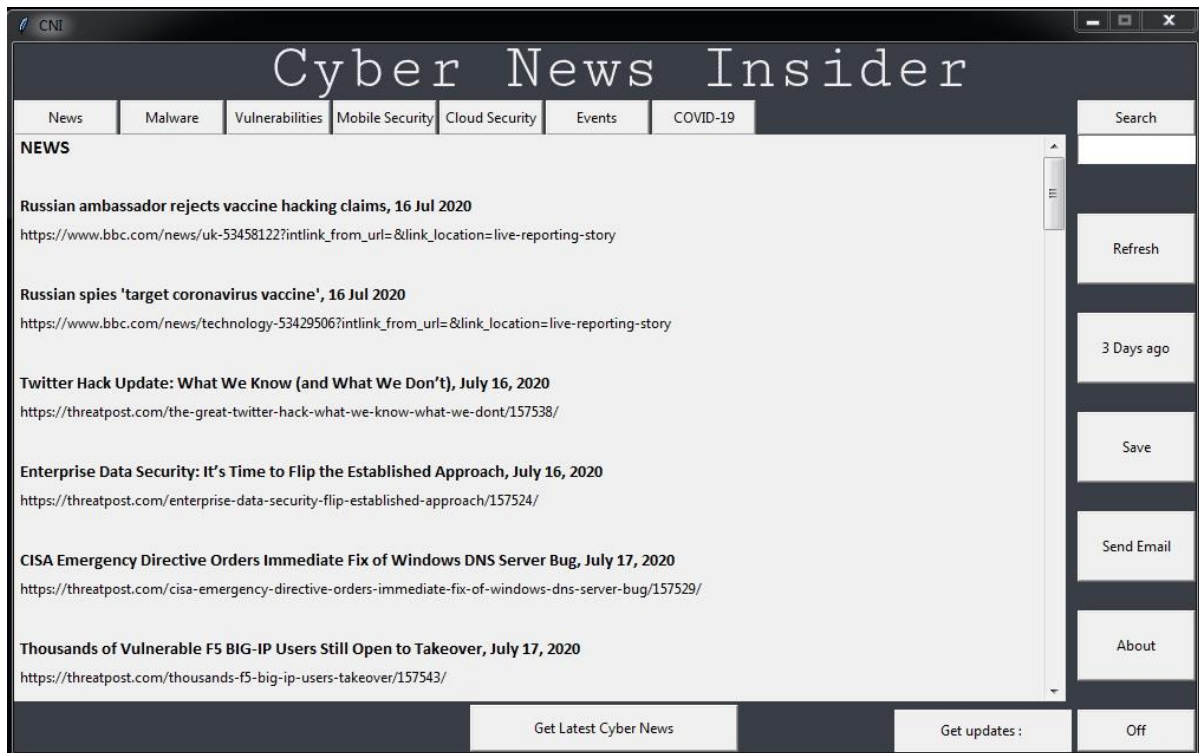 CNI
Cyber News Insider
News Malware Vulnerabilities Mobile Security Cloud Security Events COVID-19 Search
NEWS
Russian ambassador rejects vaccine hacking claims, 16 Jul 2020
https://www.bbc.com/news/uk-53458122?intlink_from_url=&link_location=live-reporting-story
Russian spies 'target coronavirus vaccine', 16 Jul 2020
https://www.bbc.com/news/technology-53429506?intlink_from_url=&link_location=live-reporting-story
Twitter Hack Update: What We Know (and What We Don’t), July 16, 2020
https://threatpost.com/the-great-twitter-hack-what-we-know-what-we-dont/157538/
Enterprise Data Security: It’s Time to Flip the Established Approach, July 16, 2020
https://threatpost.com/enterprise-data-security-flip-established-approach/157524/
CISA Emergency Directive Orders Immediate Fix of Windows DNS Server Bug, July 17, 2020
https://threatpost.com/cisa-emergency-directive-orders-immediate-fix-of-windows-dns-server-bug/157529/
Thousands of Vulnerable F5 BIG-IP Users Still Open to Takeover, July 17, 2020
https://threatpost.com/thousands-f5-big-ip-users-takeover/157543/
Refresh
3 Days ago
Save
Send Email
About
Get Latest Cyber News Get updates : Off